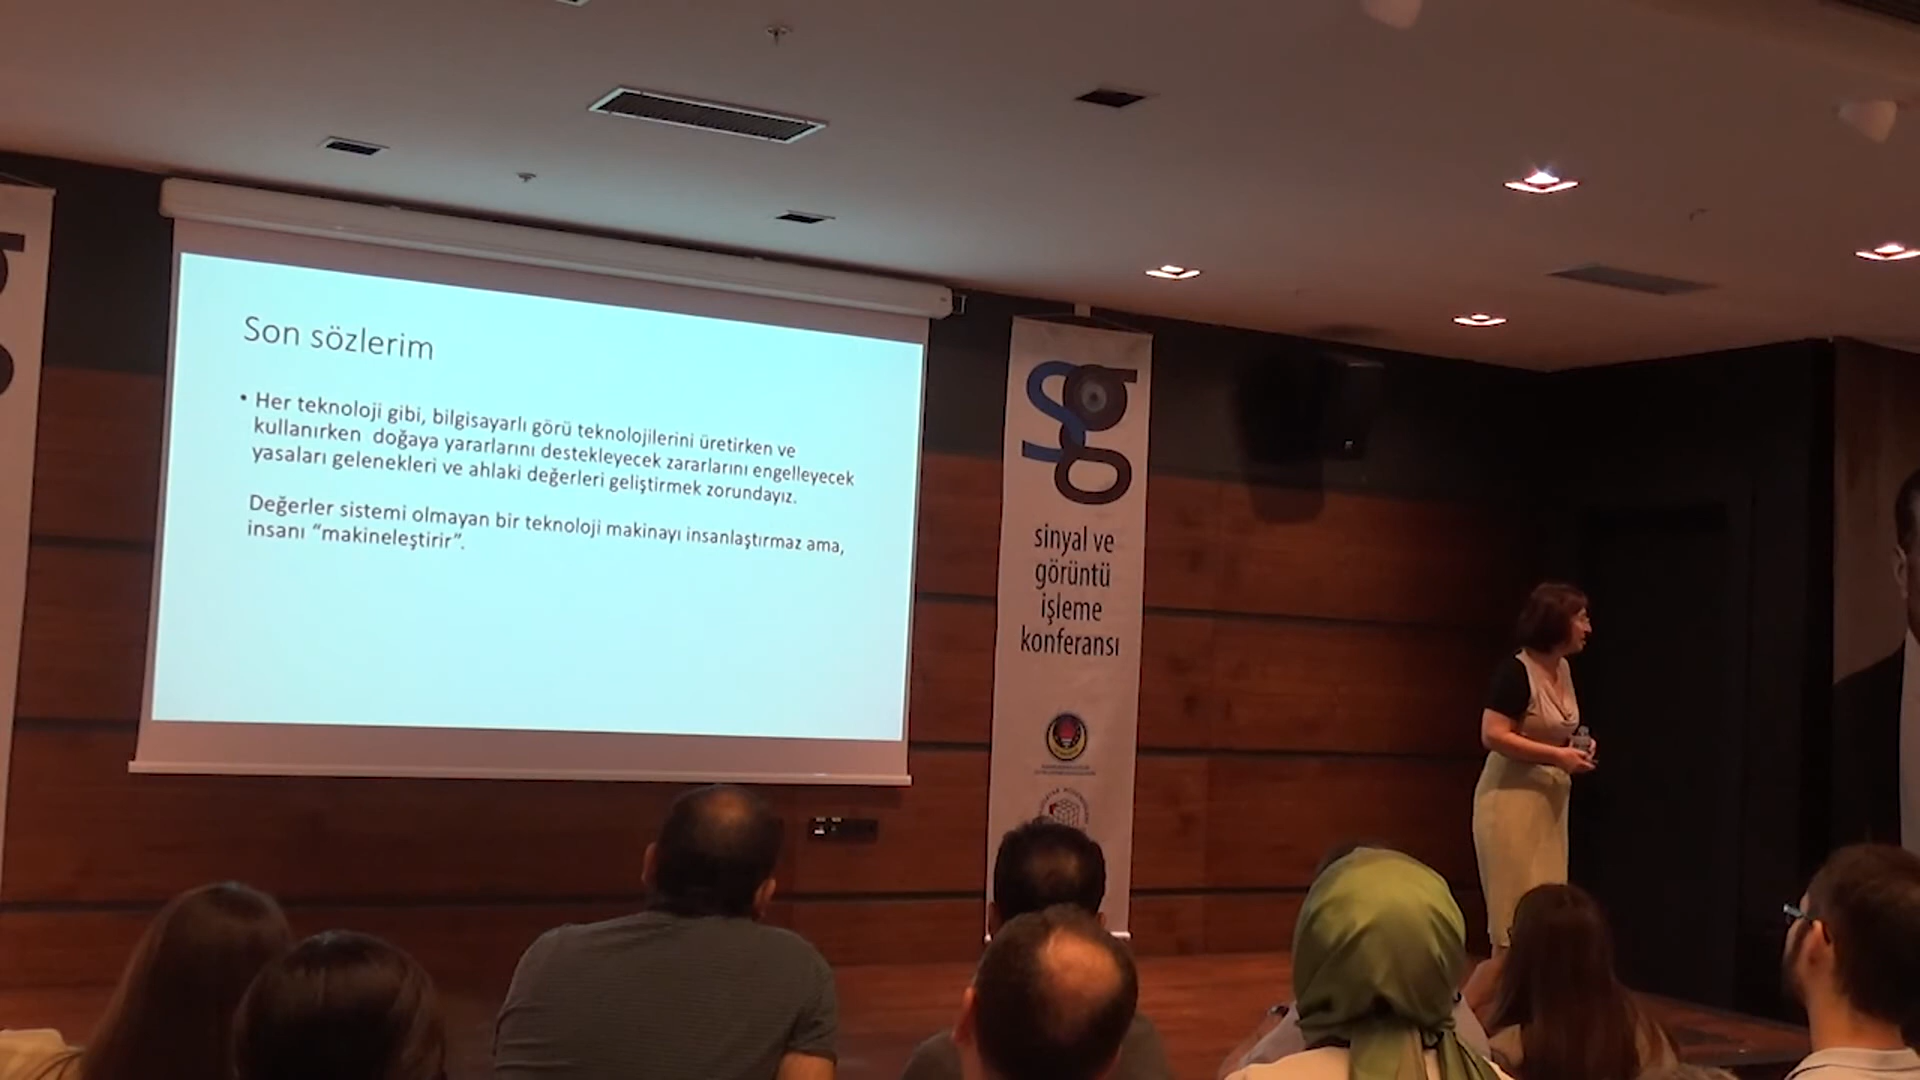 Son sözlerim
• Her teknoloji gibi, bilgisayarlı görü teknolojilerini üretirken ve
kullanırken doğaya yararlarını destekleyecek zararlarını engelleyecek
yasaları gelenekleri ve ahlaki değerleri geliştirmek zorundayız.
Değerler sistemi olmayan bir teknoloji makinayı insanlaştırmaz ama,
insanı “makineleştirir”.
sg
sinyal ve
görüntü
işleme
konferansı